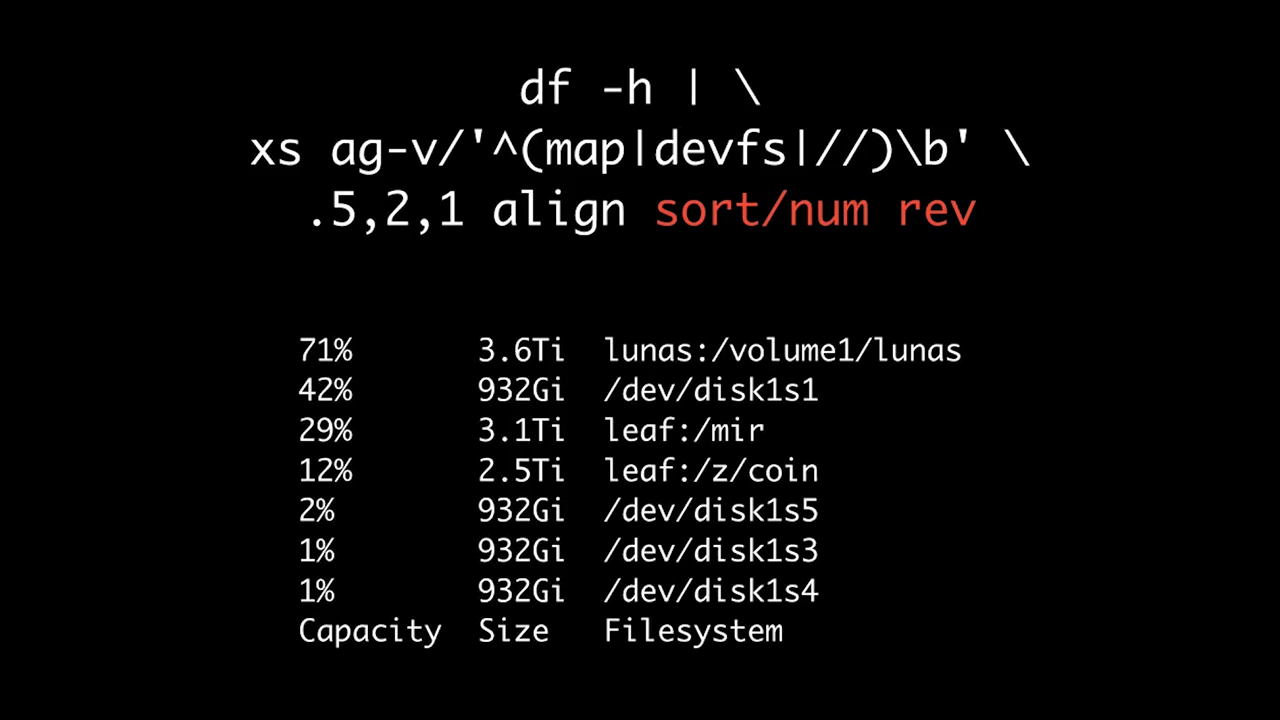 df -h | \
xs ag-v/'^(map|devfs|//)\b' \
.5,2,1 align sort/num rev
71% 3.6Ti lunas:/volume1/lunas
42% 932Gi /dev/disk1s1
29% 3.1Ti leaf:/mir
12% 2.5Ti leaf:/z/coin
2% 932Gi /dev/disk1s5
1% 932Gi /dev/disk1s3
1% 932Gi /dev/disk1s4
Capacity Size Filesystem